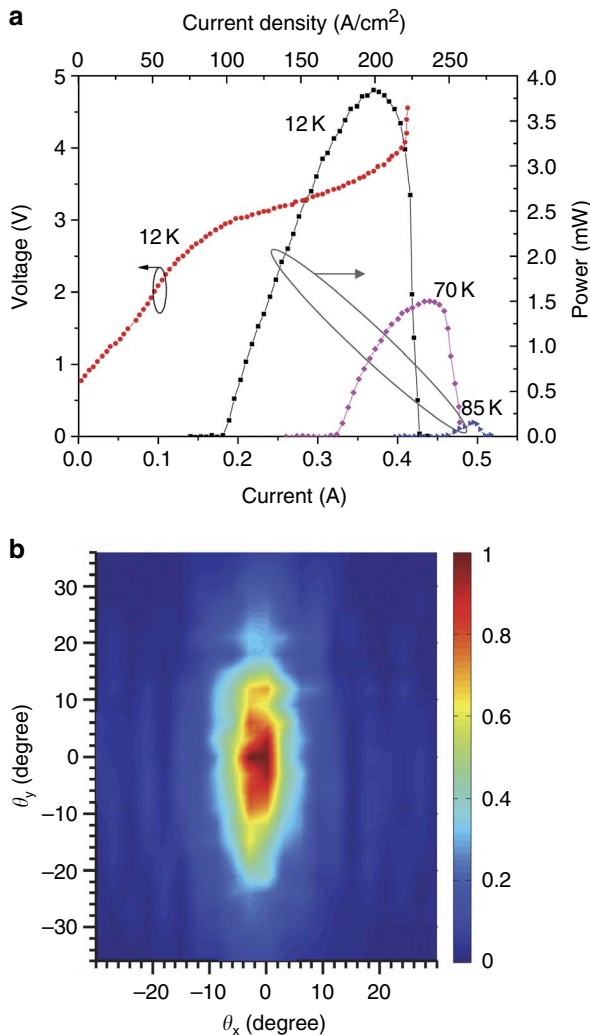 a
Current density (A/cm²)
0 50 100 150 200 250
5 4 3 2 1 0
Voltage (V)
4.0 3.5 3.0 2.5 2.0 1.5 1.0 0.5 0.0
Power (mW)
12 K
12 K
70 K
85 K
0.0 0.1 0.2 0.3 0.4 0.5
Current (A)
b
30 20 10 0 −10 −20 −30
θy (degree)
1 0.8 0.6 0.4 0.2 0
−20 −10 0 10 20
θx (degree)